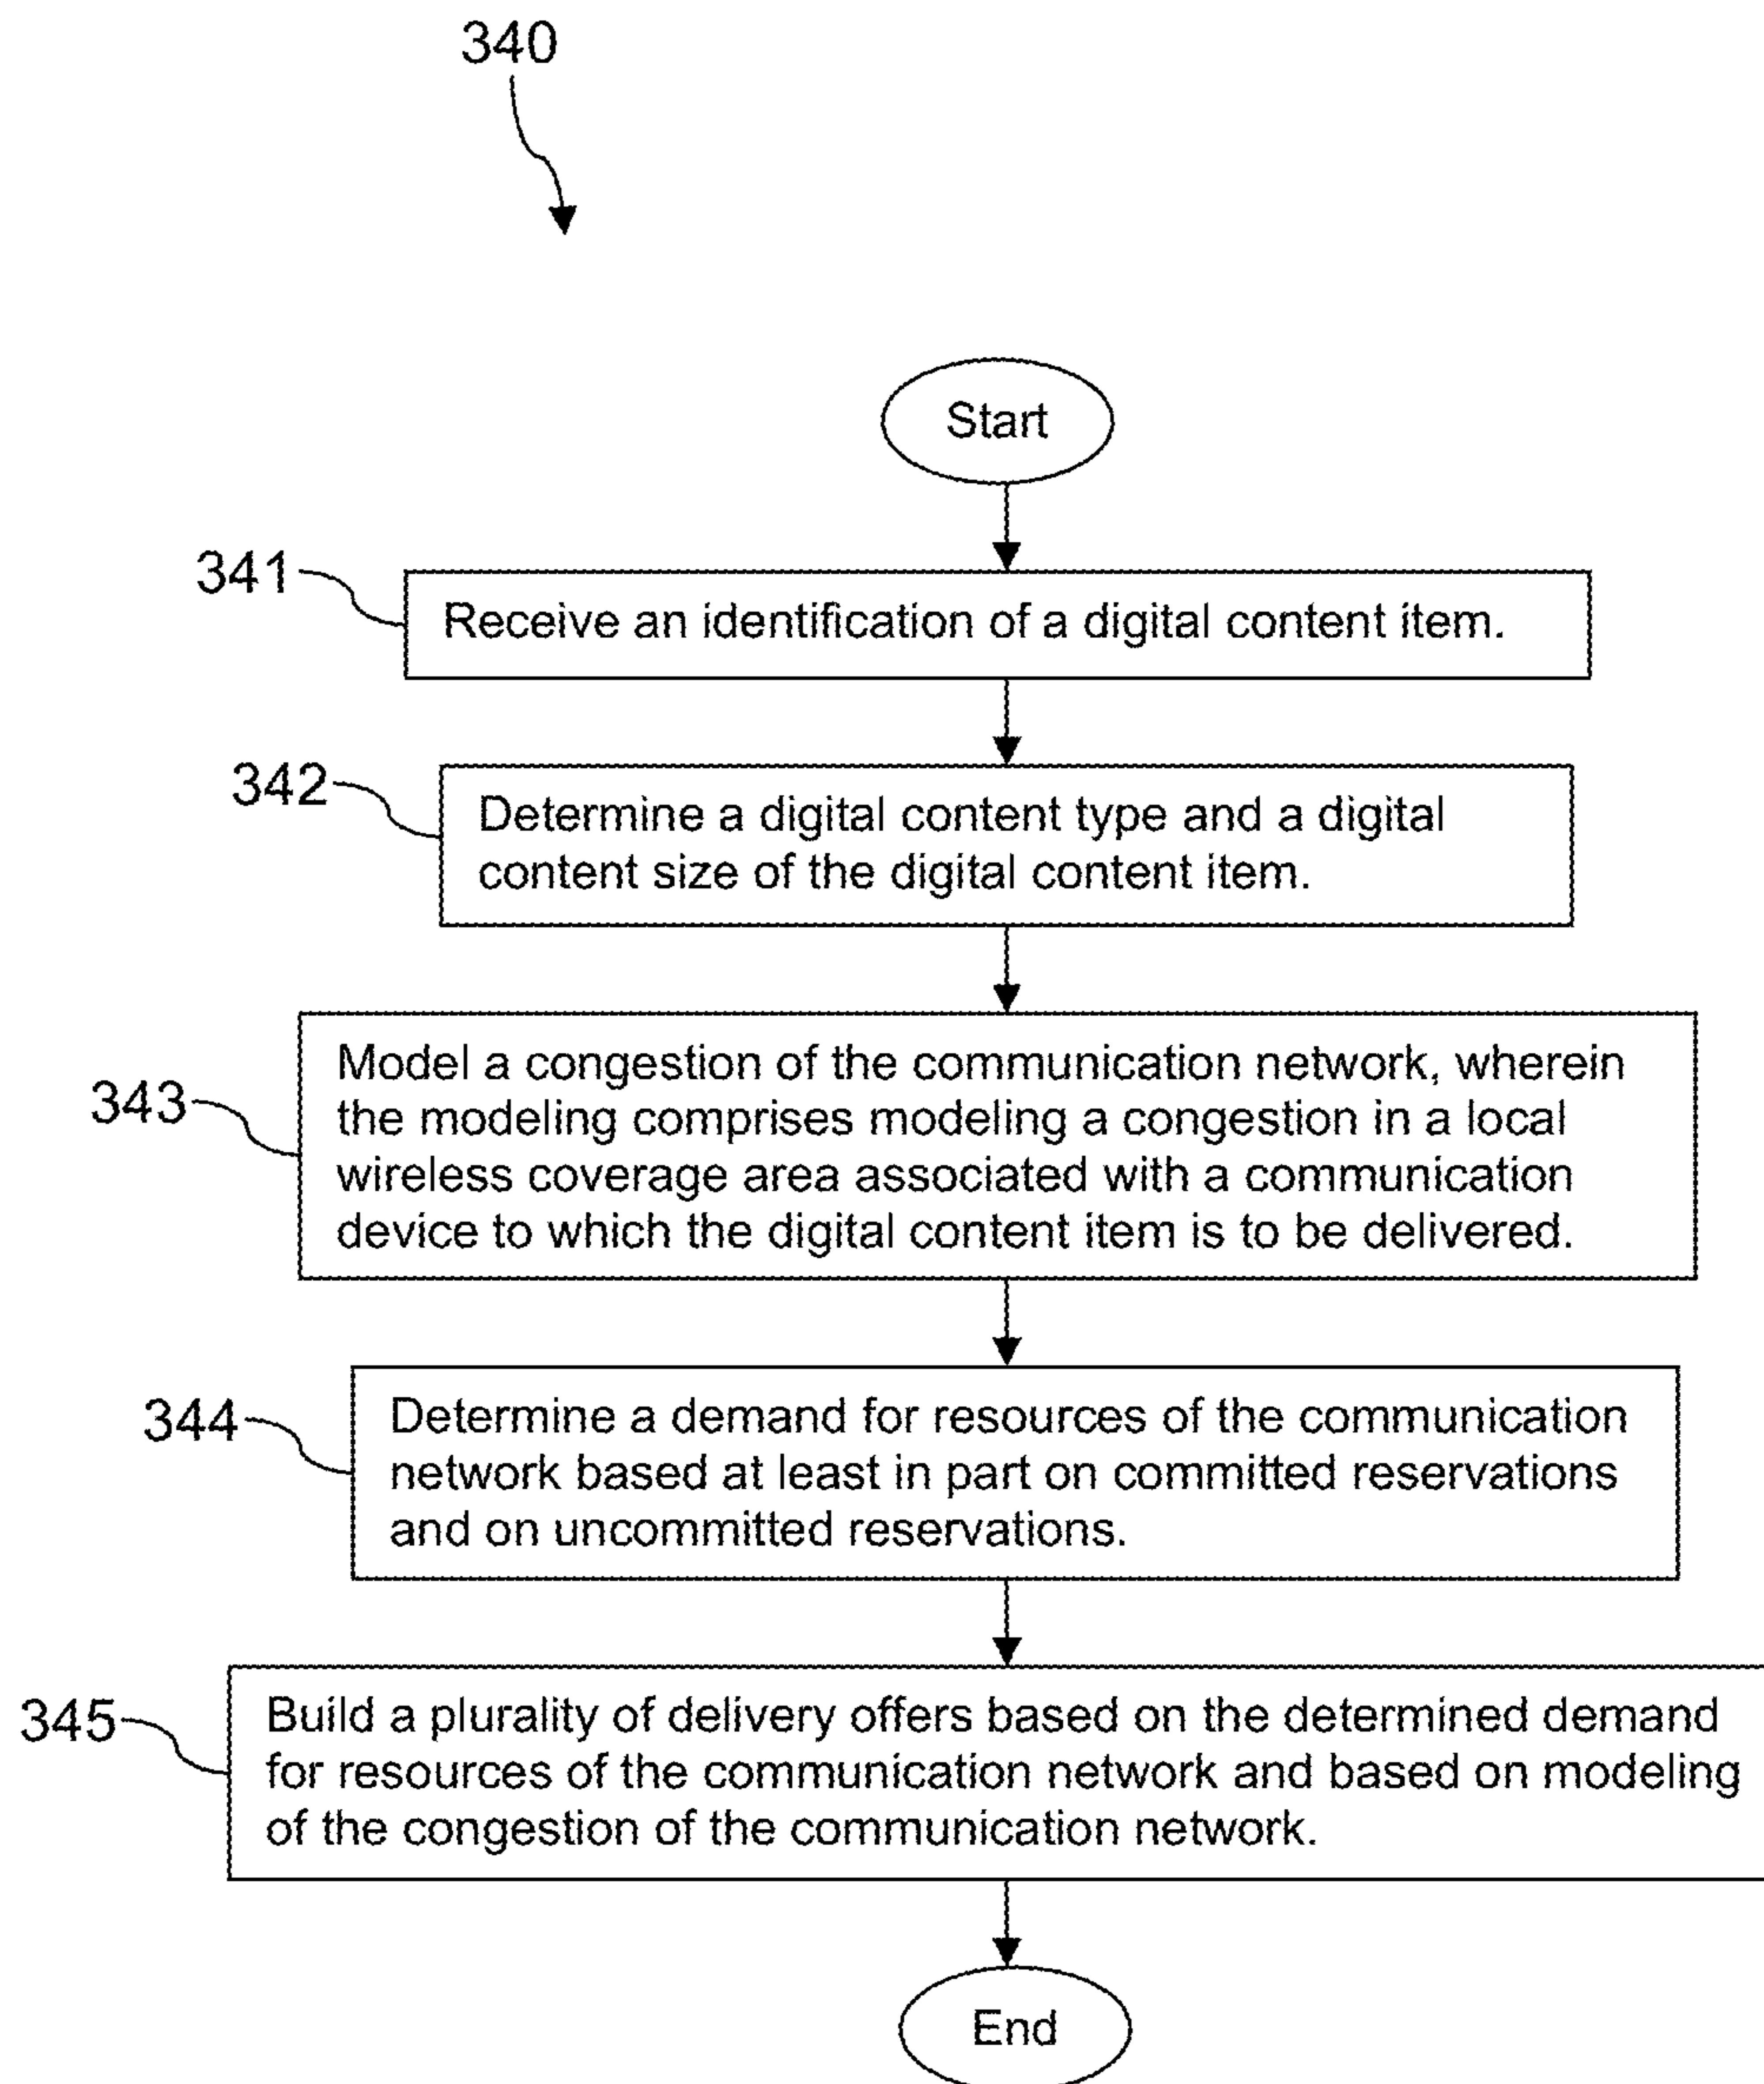 340
Start
341
Receive an identification of a digital content item.
342
Determine a digital content type and a digital
content size of the digital content item.
343
Model a congestion of the communication network, wherein
the modeling comprises modeling a congestion in a local
wireless coverage area associated with a communication
device to which the digital content item is to be delivered.
344
Determine a demand for resources of the communication
network based at least in part on committed reservations
and on uncommitted reservations.
345
Build a plurality of delivery offers based on the determined demand
for resources of the communication network and based on modeling
of the congestion of the communication network.
End